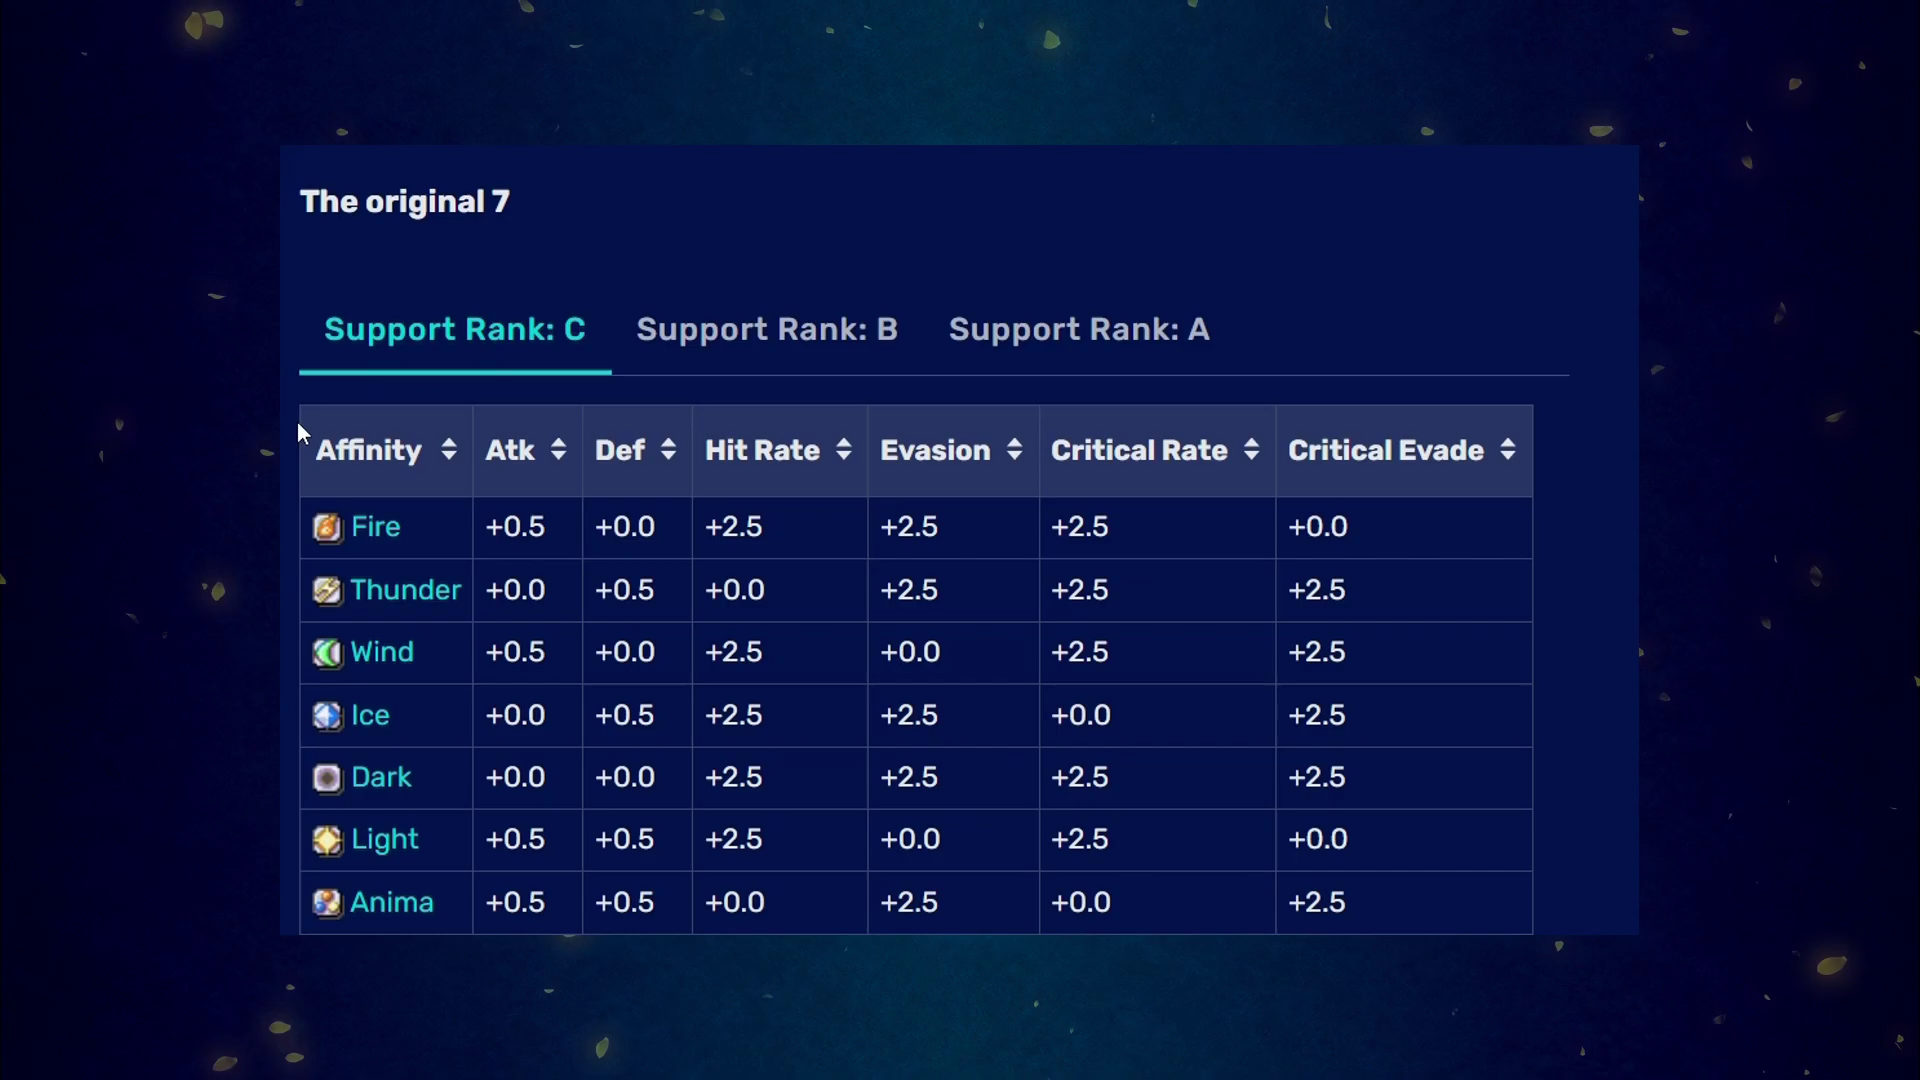 The original 7
Support Rank: C Support Rank: B Support Rank: A
Affinity Atk Def Hit Rate Evasion Critical Rate Critical Evade
Fire +0.5 +0.0 +2.5 +2.5 +2.5 +0.0
Thunder +0.0 +0.5 +0.0 +2.5 +2.5 +2.5
Wind +0.5 +0.0 +2.5 +0.0 +2.5 +2.5
Ice +0.0 +0.5 +2.5 +2.5 +0.0 +2.5
Dark +0.0 +0.0 +2.5 +2.5 +2.5 +2.5
Light +0.5 +0.5 +2.5 +0.0 +2.5 +0.0
Anima +0.5 +0.5 +0.0 +2.5 +0.0 +2.5